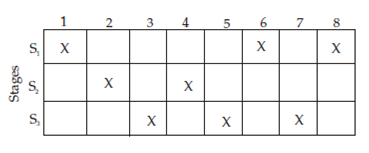 1 2 3 4 5 6 7 8
S₁ X X X
S₂ X X
S₃ X X X
Stages